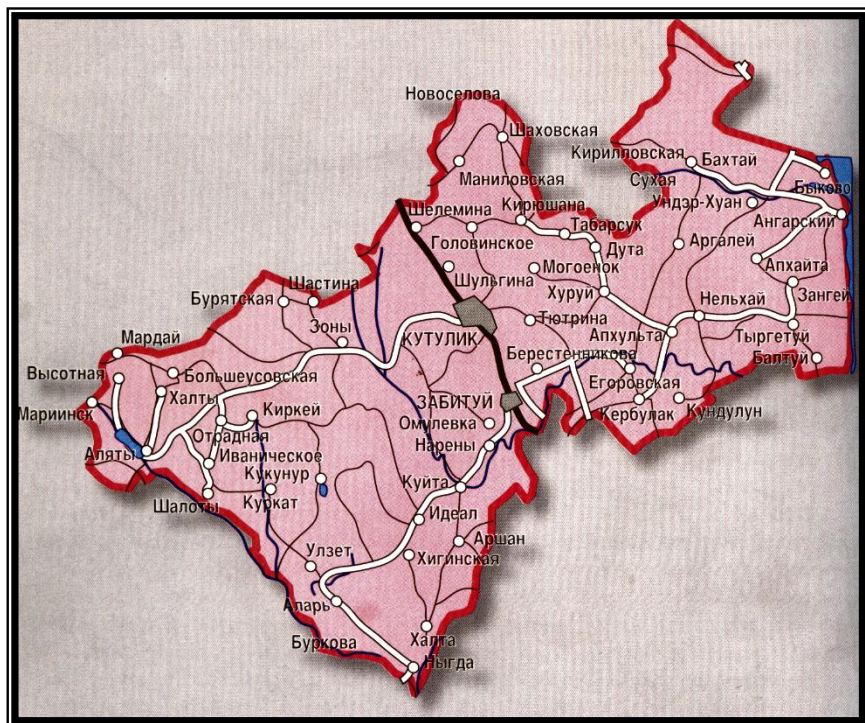 Новоселова
Шаховская
Кирилловская
Бахтай
Маниловская
Сухая
Быково
Ундэр-Хуан
Кирюшана
Шелемина
Табарсук
Ангарский
Головинское
Дута
Аргалей
Апхайта
Шульгина
Могоенок
Шастина
Бурятская
Хуруй
Зангей
Нельхай
Зоны
Тютрина
КУТУЛИК
Апхульта
Тыргетуй
Мардай
Берестенникова
Балтуй
Высотная
Большеусовская
Егоровская
Халты
ЗАБИТУЙ
Киркей
Кербулак
Кундулун
Мариинск
Омулевка
Отрадная
Нарены
Аляты
Иваническое
Кукунур
Куйта
Шалоты
Куркат
Идеал
Аршан
Улзет
Хигинская
Аларь
Буркова
Халта
Ныгда